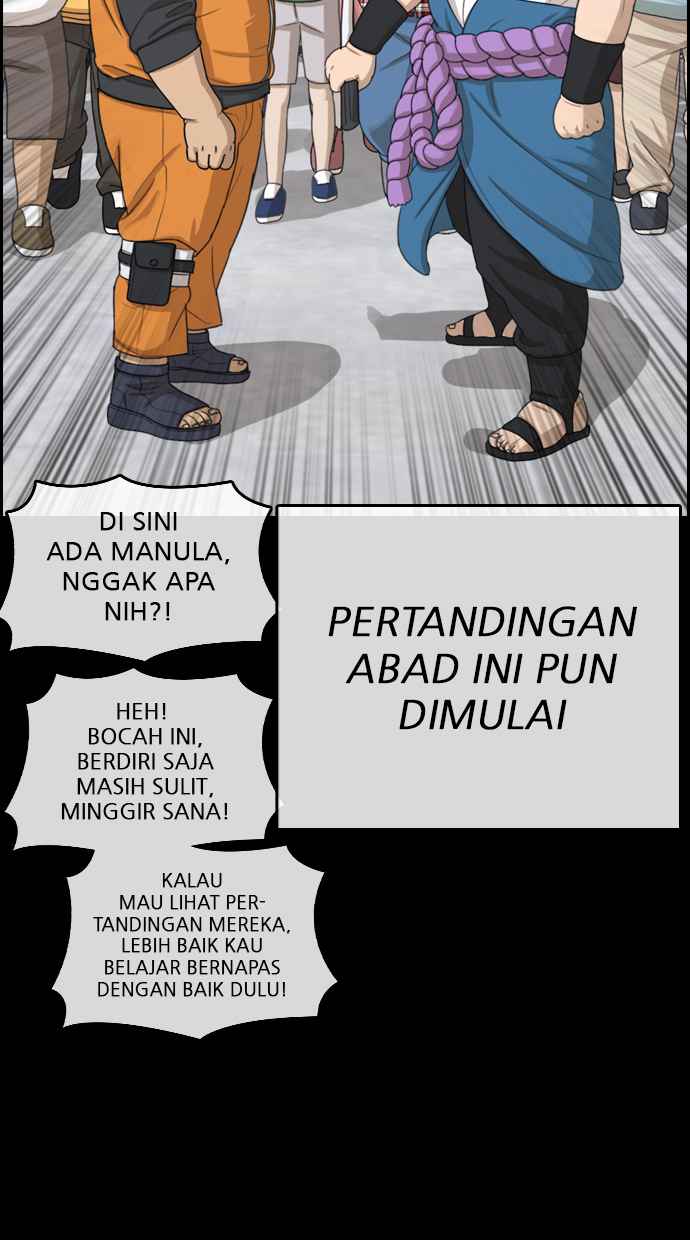 DI SINI
ADA MANULA,
NGGAK APA
NIH?!
PERTANDINGAN
ABAD INI PUN
DIMULAI
HEH!
BOCAH INI,
BERDIRI SAJA
MASIH SULIT,
MINGGIR SANA!
KALAU
MAU LIHAT PER-
TANDINGAN MEREKA,
LEBIH BAIK KAU
BELAJAR BERNAPAS
DENGAN BAIK DULU!